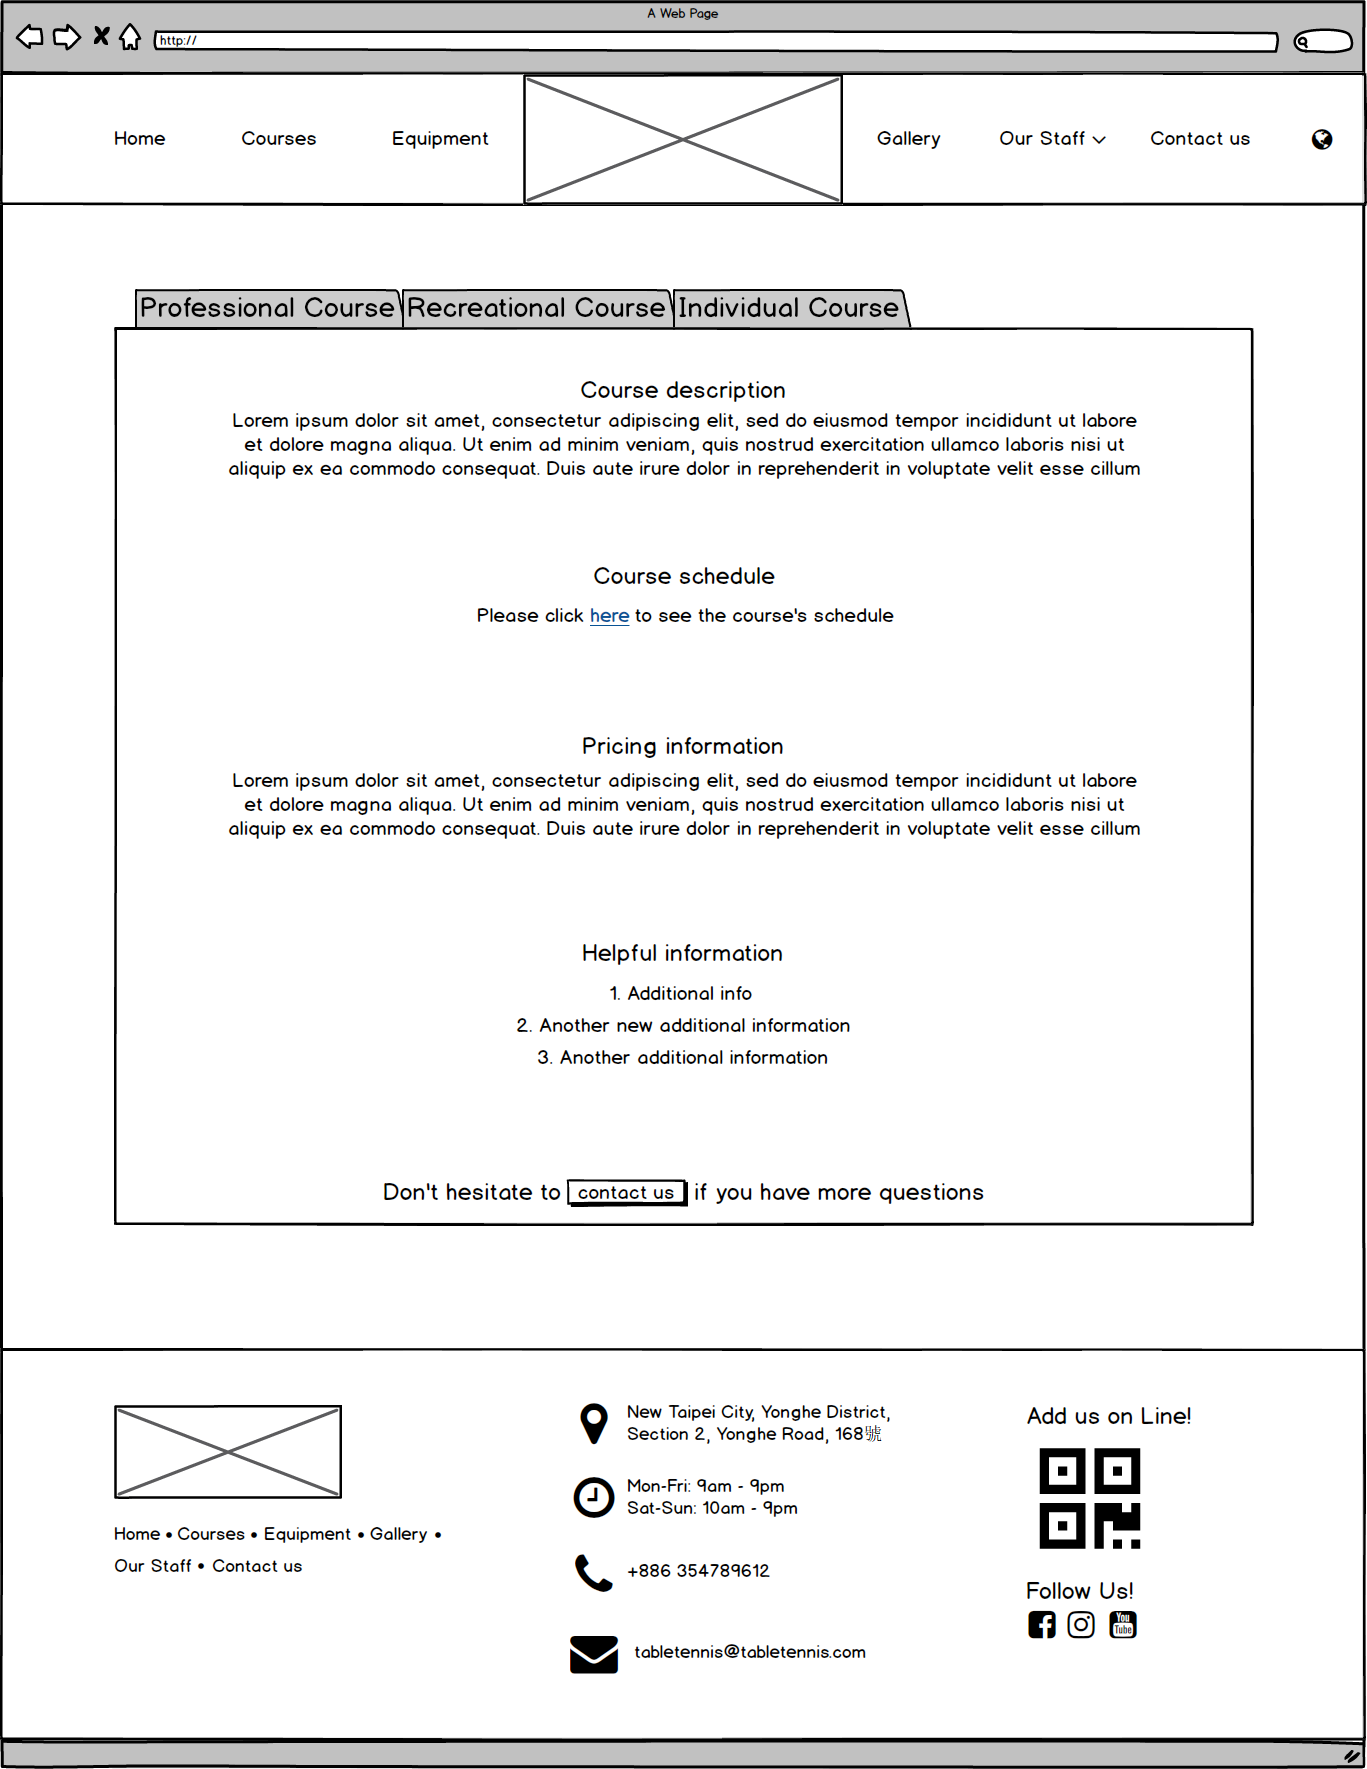 A Web Page
http://
Home
Courses
Equipment
Gallery
Our Staff
Contact us
Professional Course
Recreational Course
Individual Course
Course description
Lorem ipsum dolor sit amet, consectetur adipiscing elit, sed do eiusmod tempor incididunt ut labore
et dolore magna aliqua. Ut enim ad minim veniam, quis nostrud exercitation ullamco laboris nisi ut
aliquip ex ea commodo consequat. Duis aute irure dolor in reprehenderit in voluptate velit esse cillum
Course schedule
Please click here to see the course's schedule
Pricing information
Lorem ipsum dolor sit amet, consectetur adipiscing elit, sed do eiusmod tempor incididunt ut labore
et dolore magna aliqua. Ut enim ad minim veniam, quis nostrud exercitation ullamco laboris nisi ut
aliquip ex ea commodo consequat. Duis aute irure dolor in reprehenderit in voluptate velit esse cillum
Helpful information
1. Additional info
2. Another new additional information
3. Another additional information
Don't hesitate to contact us if you have more questions
Home • Courses • Equipment • Gallery •
Our Staff • Contact us
New Taipei City, Yonghe District,
Section 2, Yonghe Road, 168號
Mon-Fri: 9am - 9pm
Sat-Sun: 10am - 9pm
+886 354789612
tabletennis@tabletennis.com
Add us on Line!
Follow Us!
You
Tube